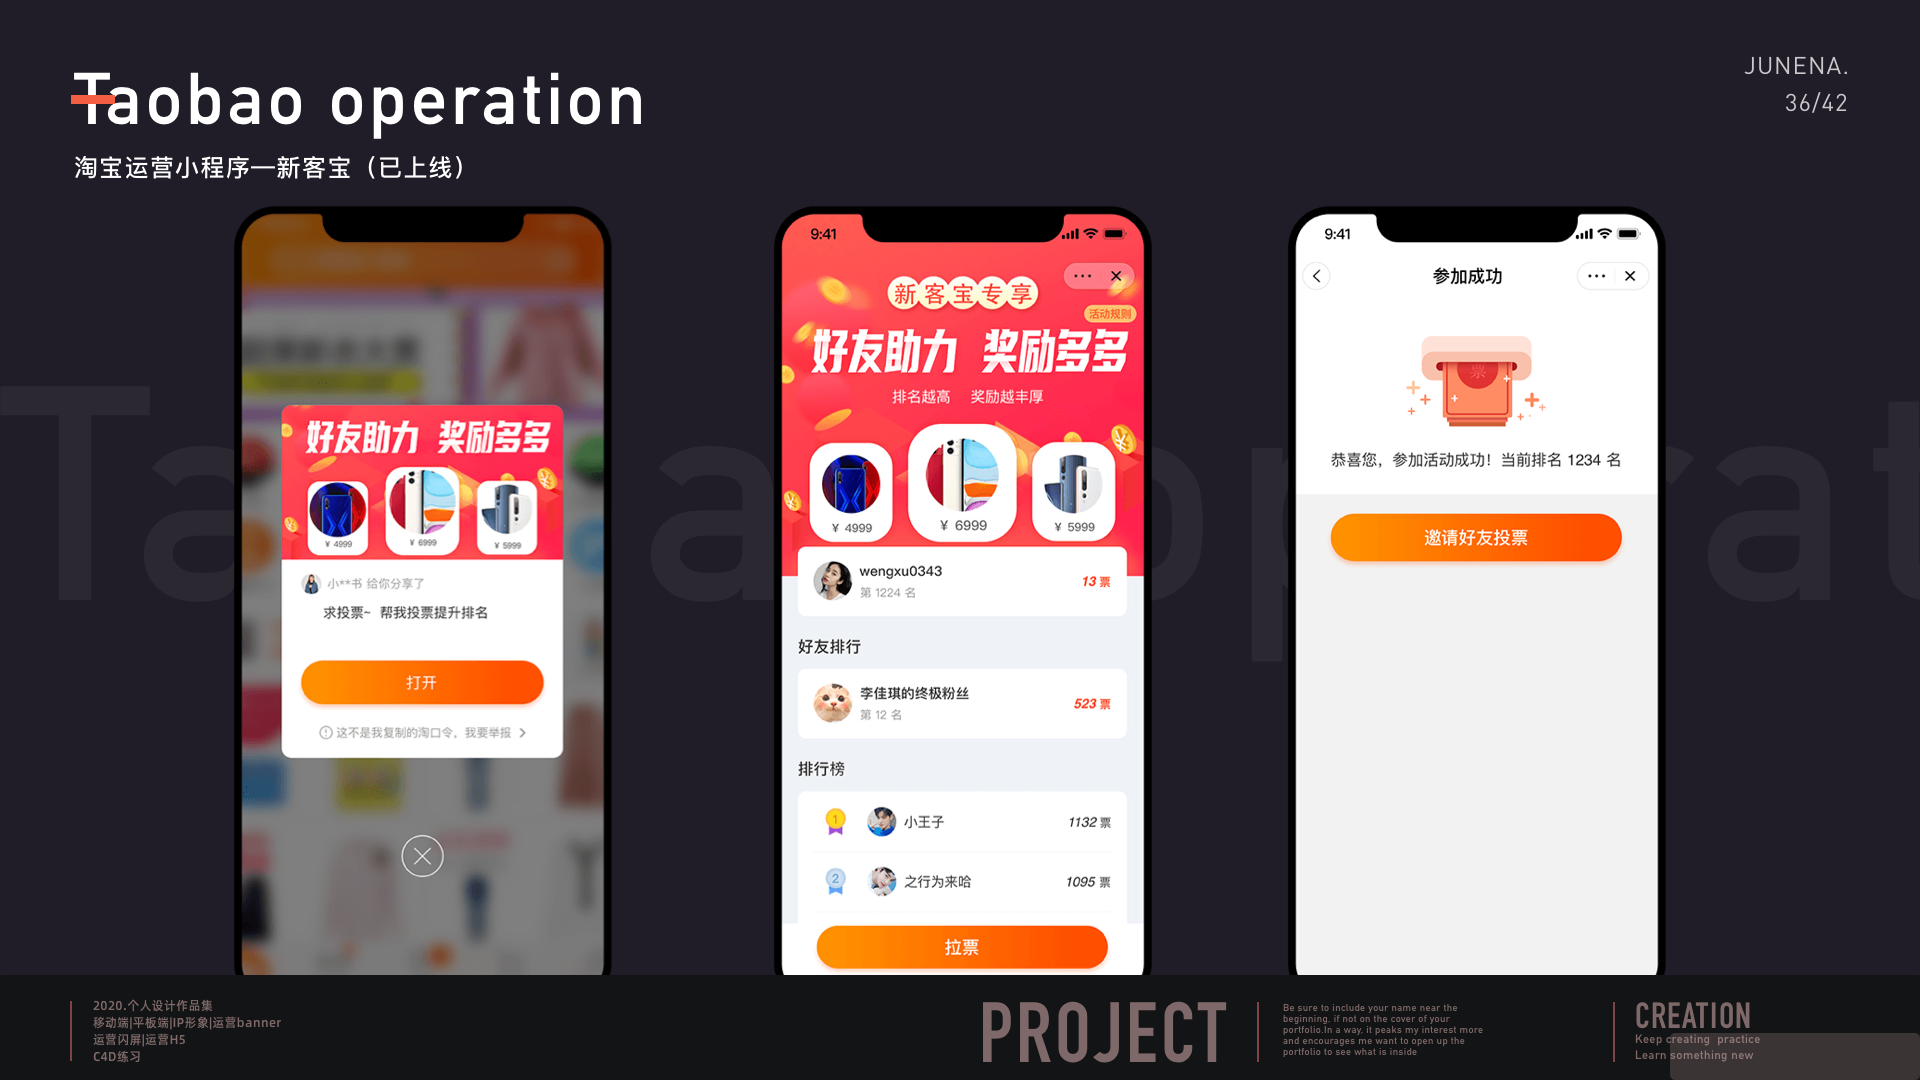 Taobao operation
淘宝运营小程序—新客宝（已上线）
JUNENA.
36/42
好友助力 奖励多多
¥ 4999
¥ 6999
¥ 5999
小**书 给你分享了
求投票~ 帮我投票提升排名
打开
这不是我复制的淘口令，我要举报
9:41
新客宝专享
活动规则
好友助力 奖励多多
排名越高 奖励越丰厚
¥ 4999
¥ 6999
¥ 5999
wengxu0343
第 1224 名
13 票
好友排行
李佳琪的终极粉丝
第 12 名
523 票
排行榜
1
小王子
1132 票
2
之行为来哈
1095 票
拉票
9:41
参加成功
票
恭喜您，参加活动成功！当前排名 1234 名
邀请好友投票
2020.个人设计作品集
移动端|平板端|IP形象|运营banner
运营闪屏|运营H5
C4D练习
PROJECT
Be sure to include your name near the
beginning, if not on the cover of your
portfolio.In a way, it peaks my interest more
and encourages me want to open up the
portfolio to see what is inside
CREATION
Keep creating practice
Learn something new